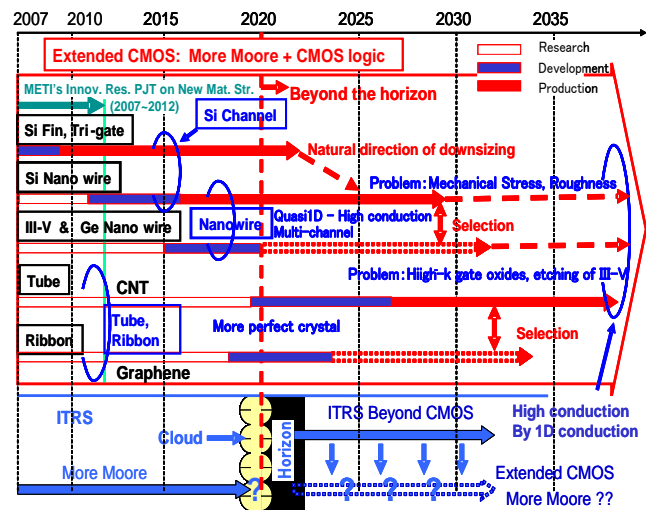 2007 2010 2015 2020 2025 2030 2035
Extended CMOS: More Moore + CMOS logic
Research
Development
Production
METI's Innov. Res. PJT on New Mat. Str.
(2007~2012)
Beyond the horizon
Si Channel
Si Fin, Tri-gate
Natural direction of downsizing
Si Nano wire
Problem:Mechanical Stress, Roughness
III-V & Ge Nano wire
Nanowire
Quasi1D - High conduction
Multi-channel
Selection
Tube
Problem:Hiigh-k gate oxides, etching of III-V
CNT
Tube,
Ribbon
More perfect crystal
Selection
Ribbon
Graphene
ITRS
Cloud
Horizon
ITRS Beyond CMOS
High conduction
By 1D conduction
More Moore
?
? ? ?
Extended CMOS
More Moore ??